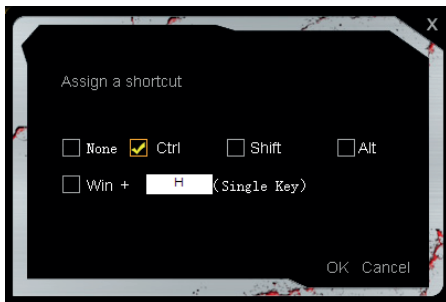 X
Assign a shortcut
None Ctrl Shift Alt
Win + H (Single Key)
OK Cancel